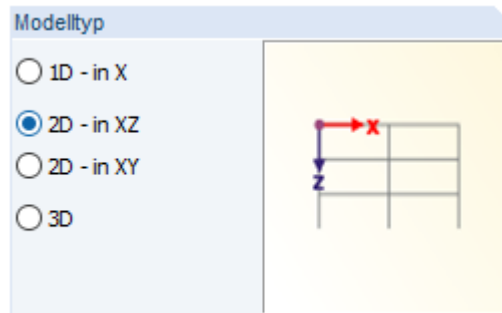 Modelltyp
1D - in X
2D - in XZ
2D - in XY
3D
X
Z